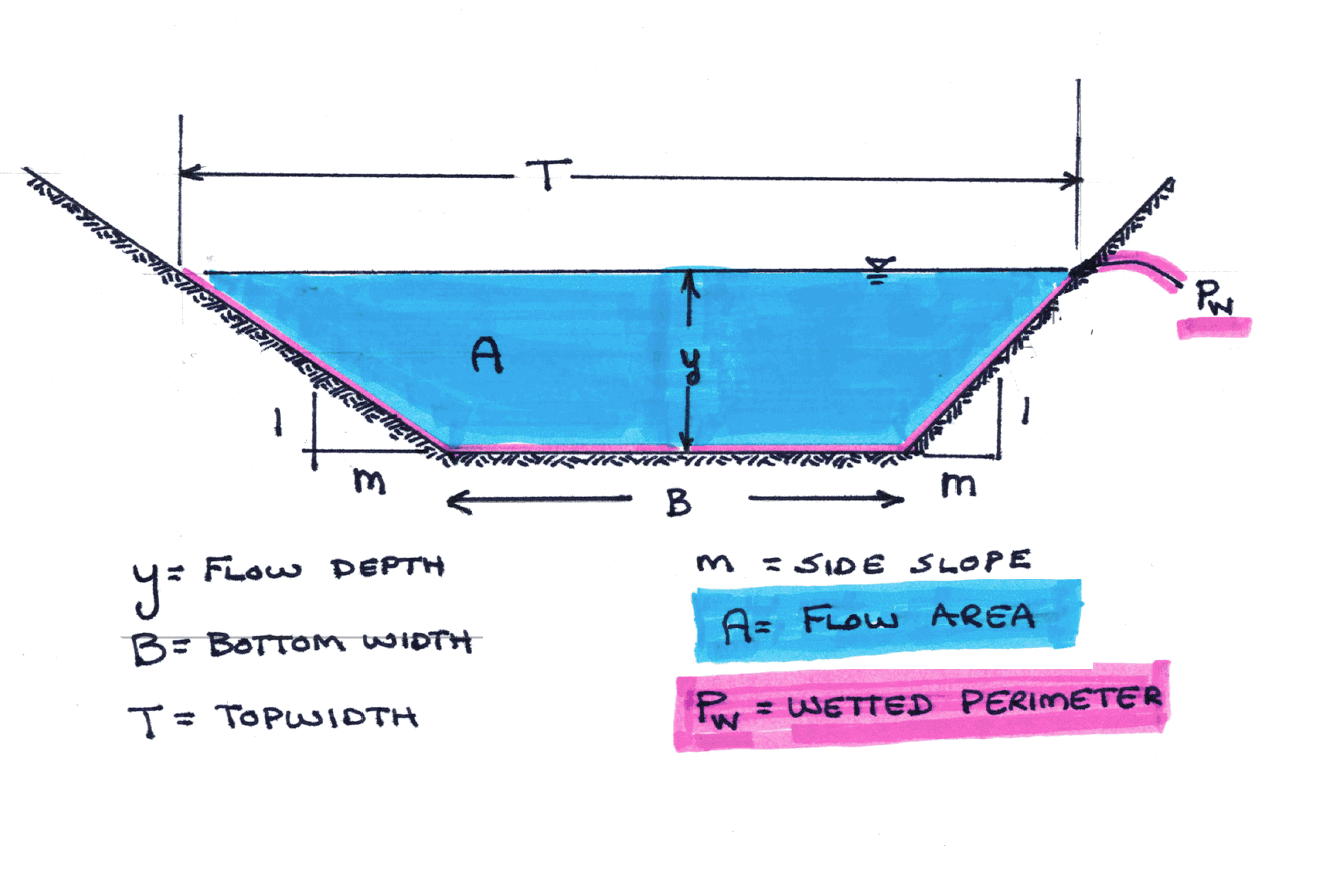 T
A
y
P_W
1
1
m
m
B
y = FLOW DEPTH
m = SIDE SLOPE
B = BOTTOM WIDTH
A = FLOW AREA
T = TOPWIDTH
P_W = WETTED PERIMETER